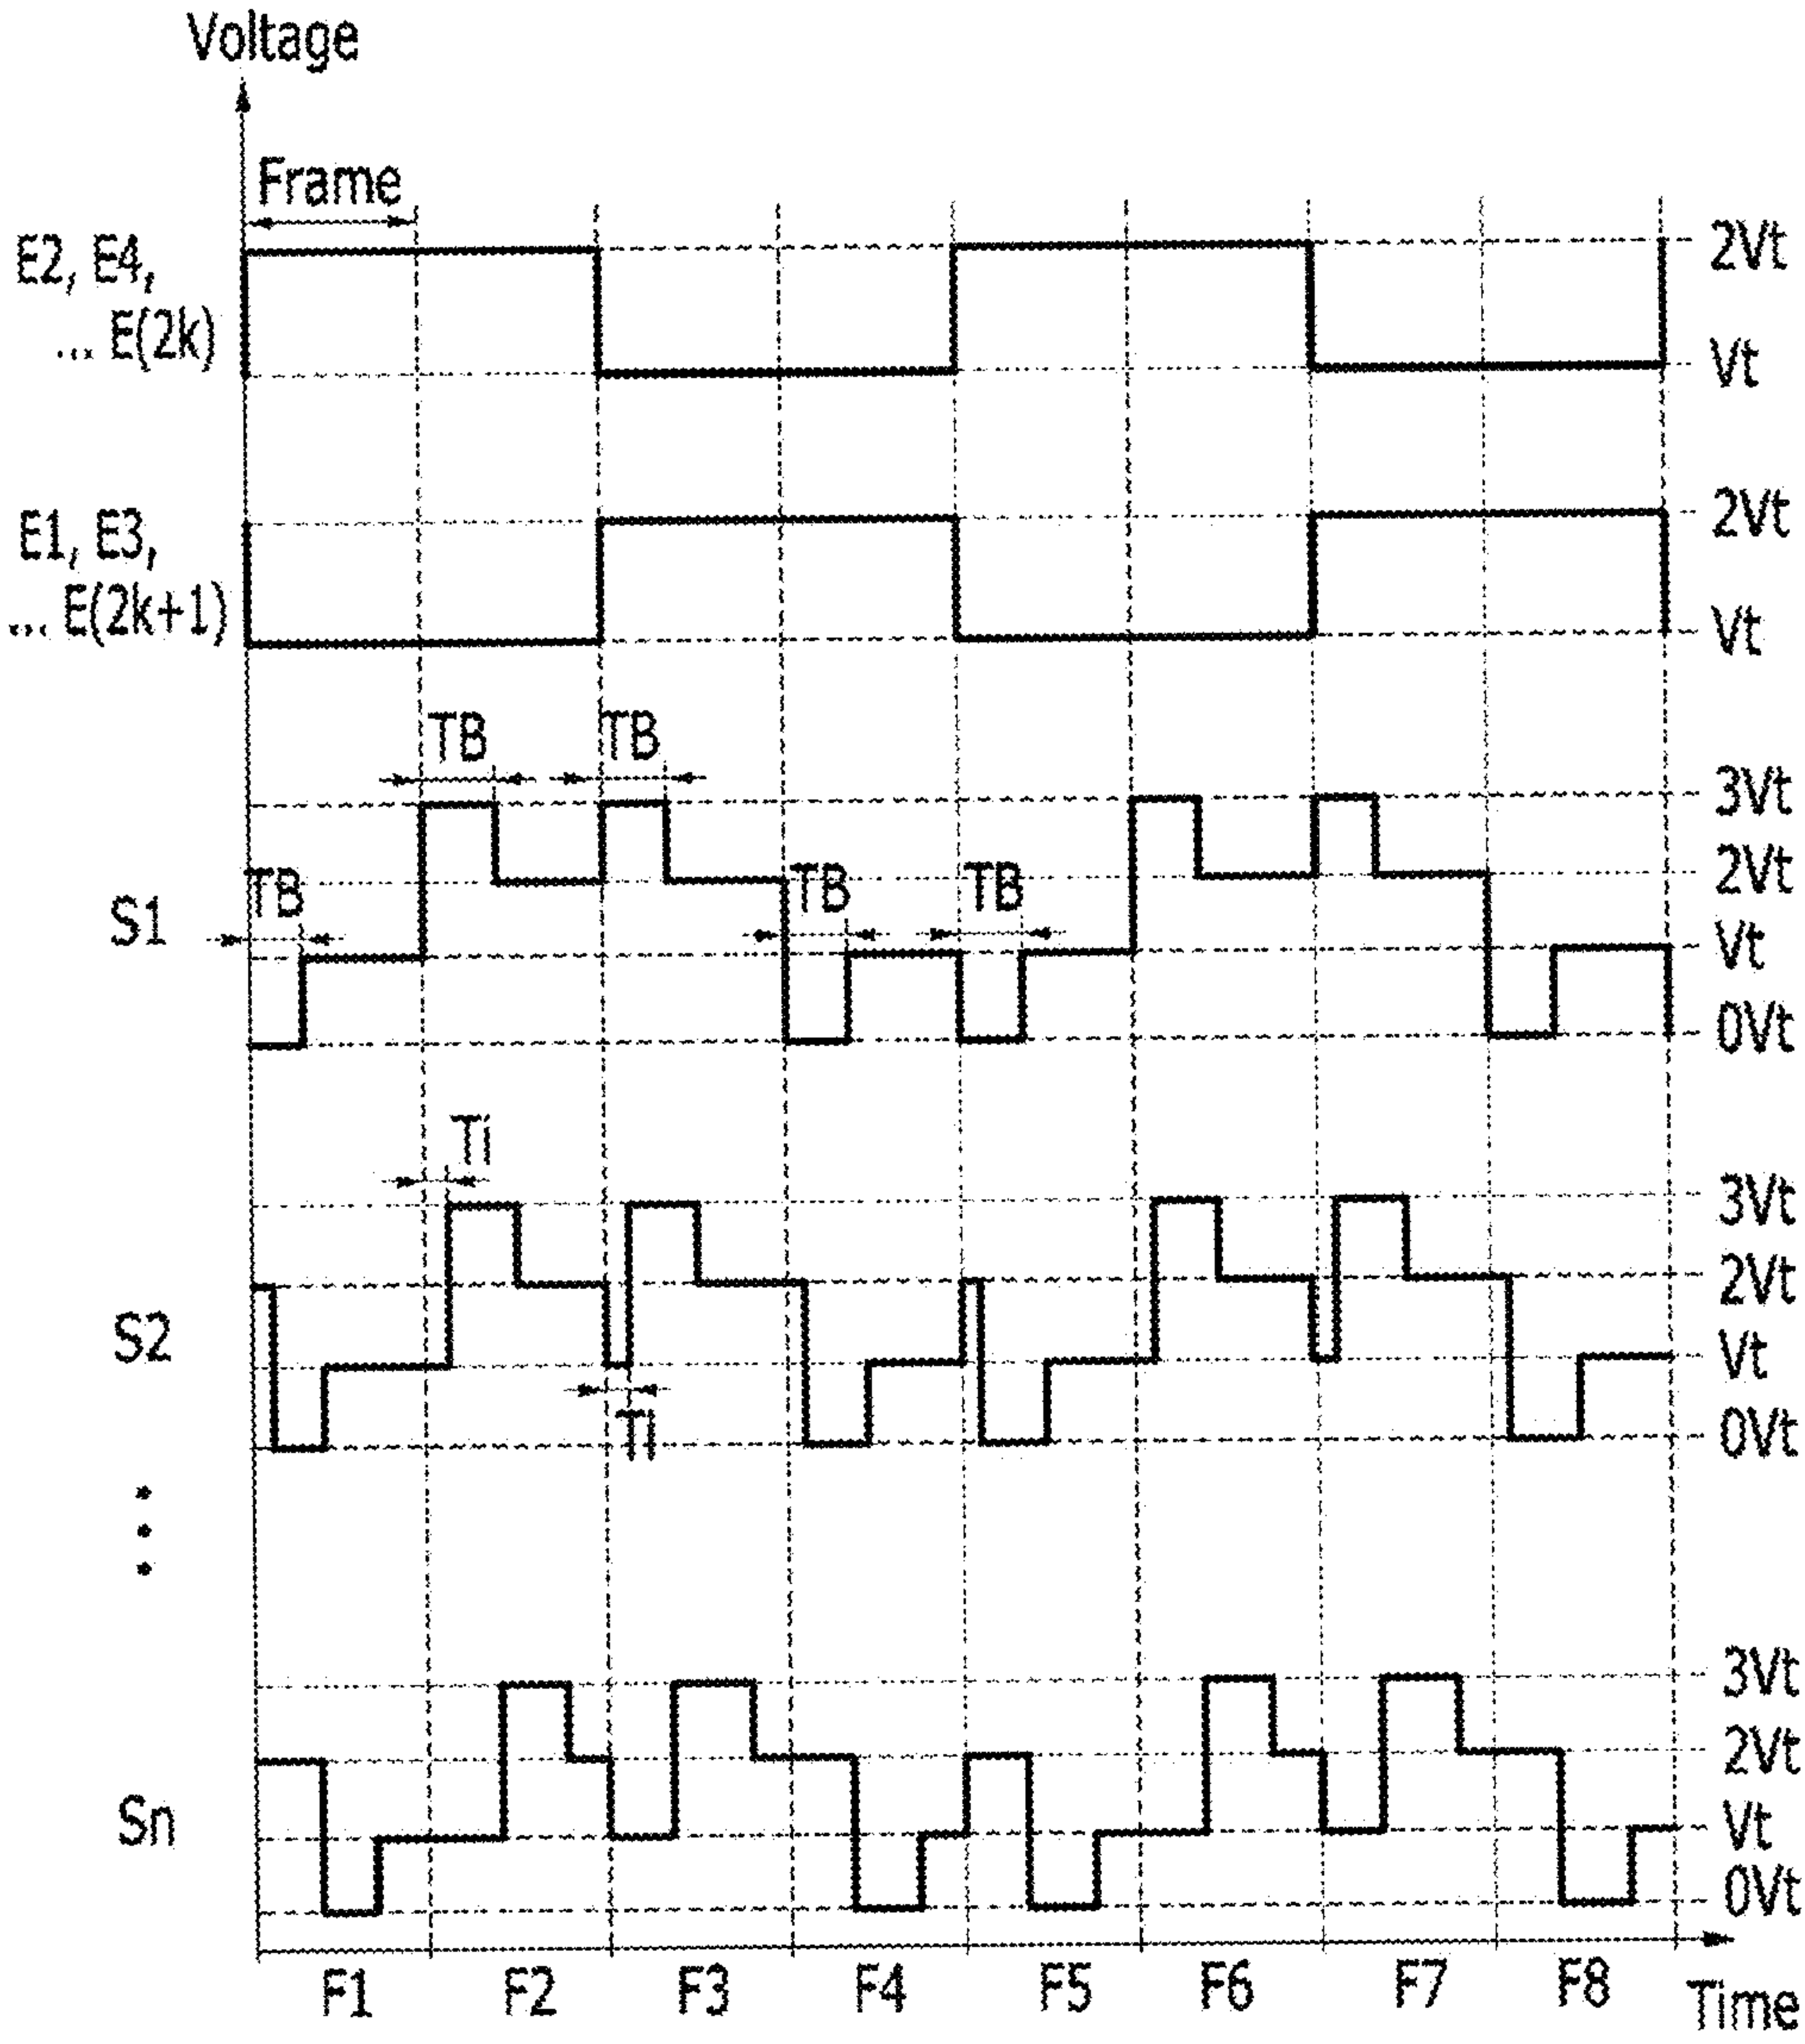 Voltage
Frame
E2, E4,
... E(2k)
2Vt
Vt
E1, E3,
... E(2k+1)
2Vt
Vt
TB TB
3Vt
TB TB TB
2Vt
S1
Vt
0Vt
Ti
3Vt
2Vt
S2
Vt
Ti
0Vt
3Vt
2Vt
Sn
Vt
0Vt
F1 F2 F3 F4 F5 F6 F7 F8
Time